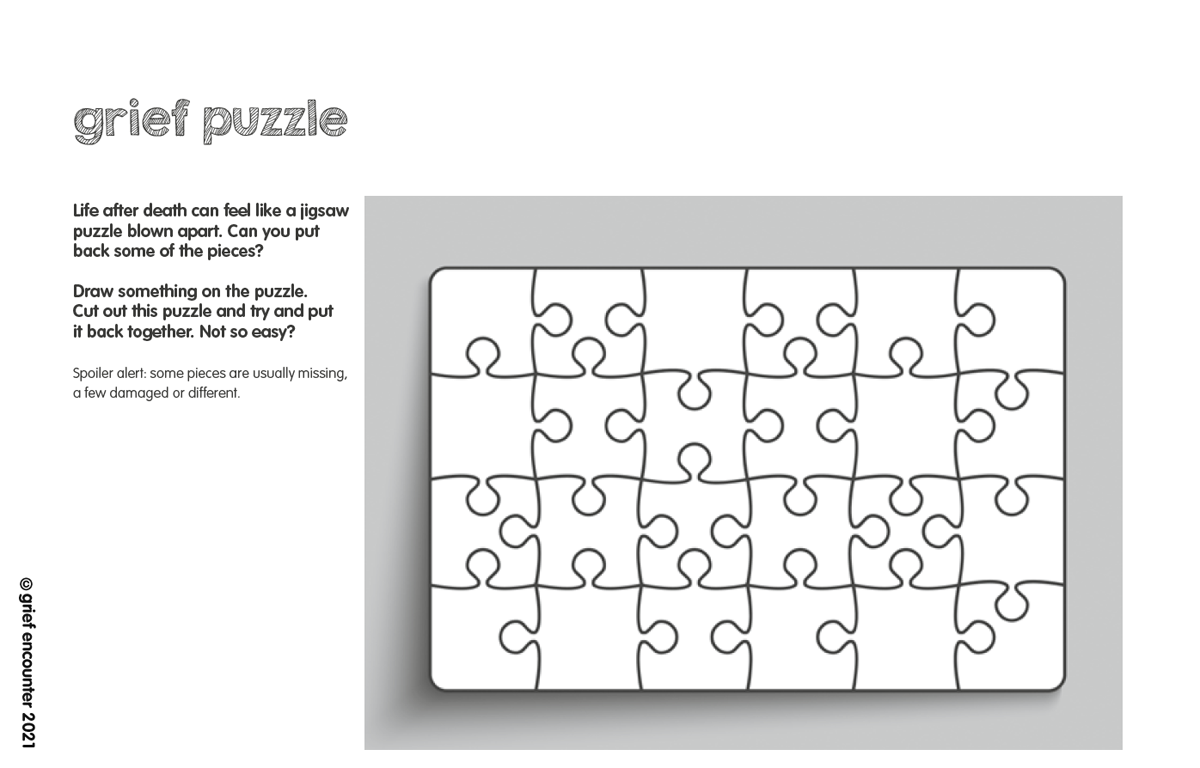 grief puzzle
Life after death can feel like a jigsaw
puzzle blown apart. Can you put
back some of the pieces?
Draw something on the puzzle.
Cut out this puzzle and try and put
it back together. Not so easy?
Spoiler alert: some pieces are usually missing,
a few damaged or different.
© grief encounter 2021